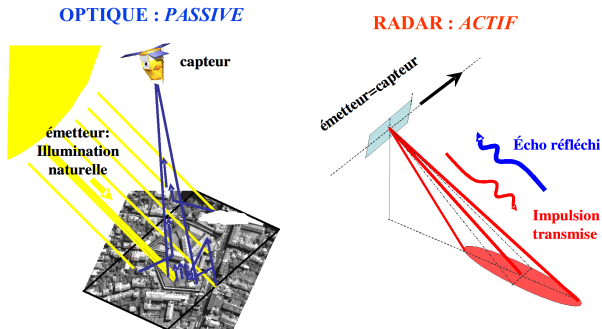 OPTIQUE : PASSIVE
capteur
émetteur:
Illumination
naturelle
RADAR : ACTIF
émetteur=capteur
Écho réfléchi
Impulsion
transmise